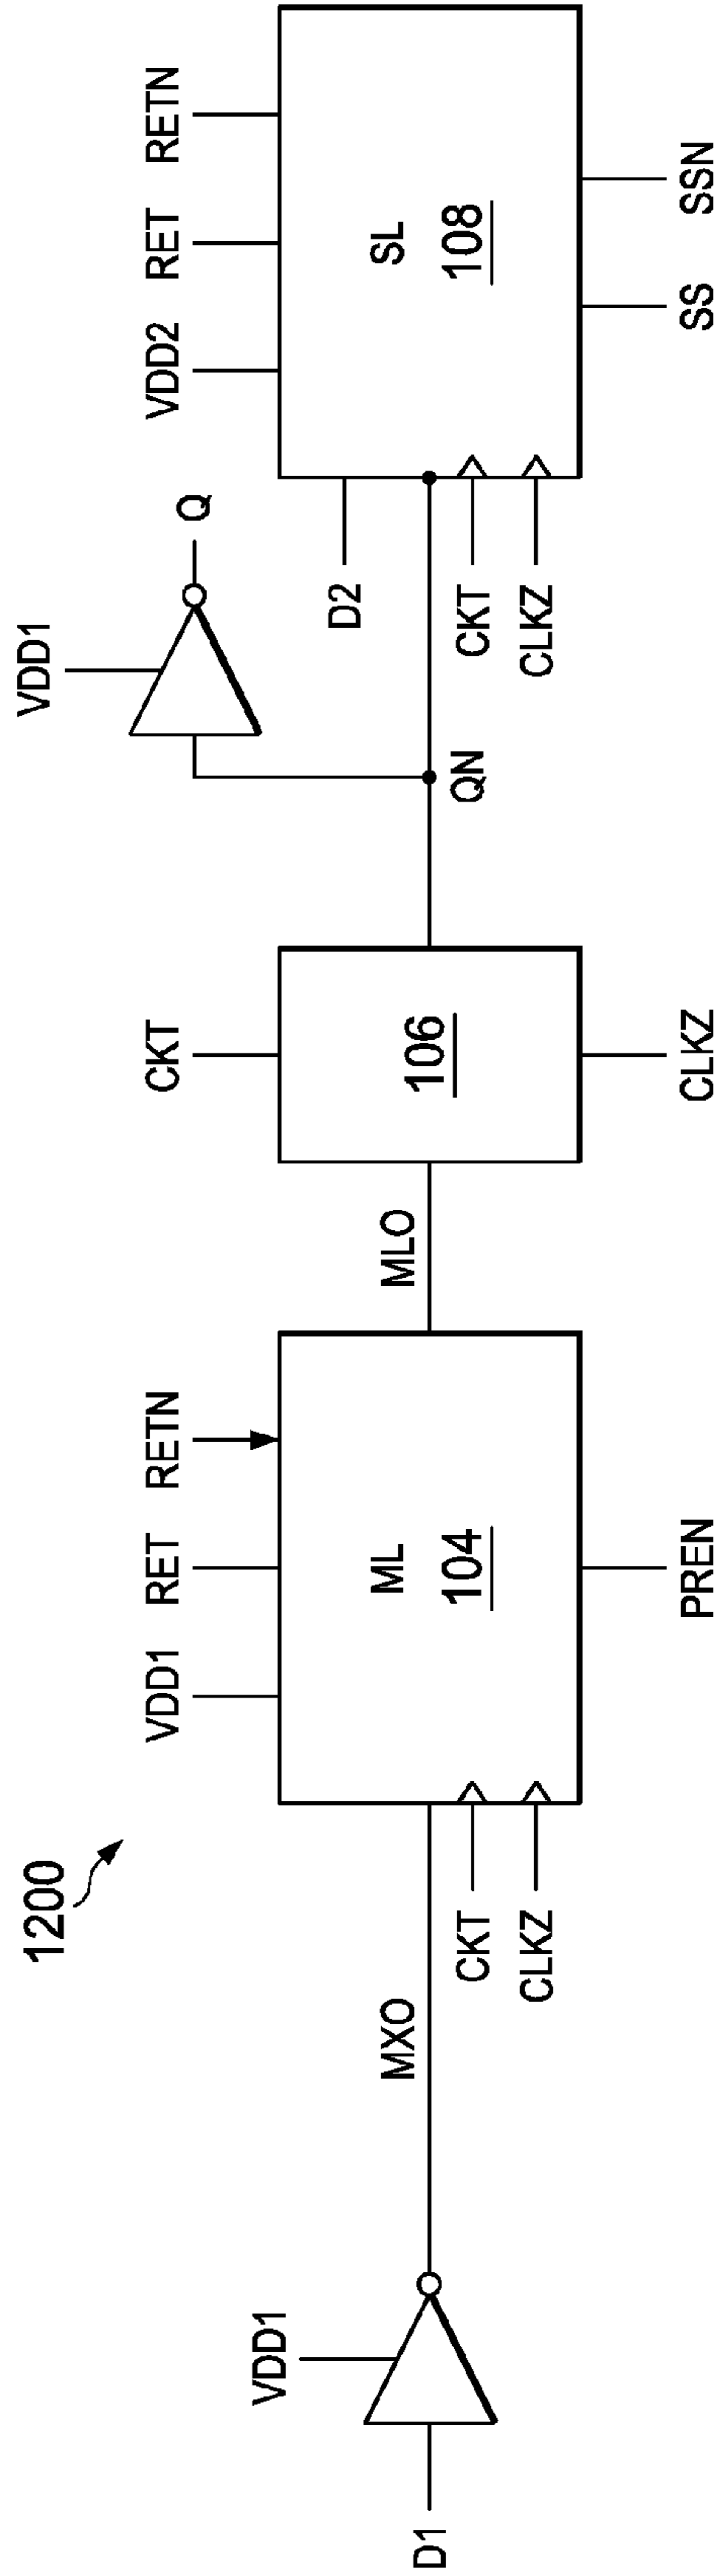 1200
D1
VDD1
MXO
CKT
CLKZ
VDD1
RET
RETN
ML
104
PREN
MLO
CKT
106
CLKZ
QN
VDD1
Q
D2
CKT
CLKZ
VDD2
RET
RETN
SL
108
SS
SSN